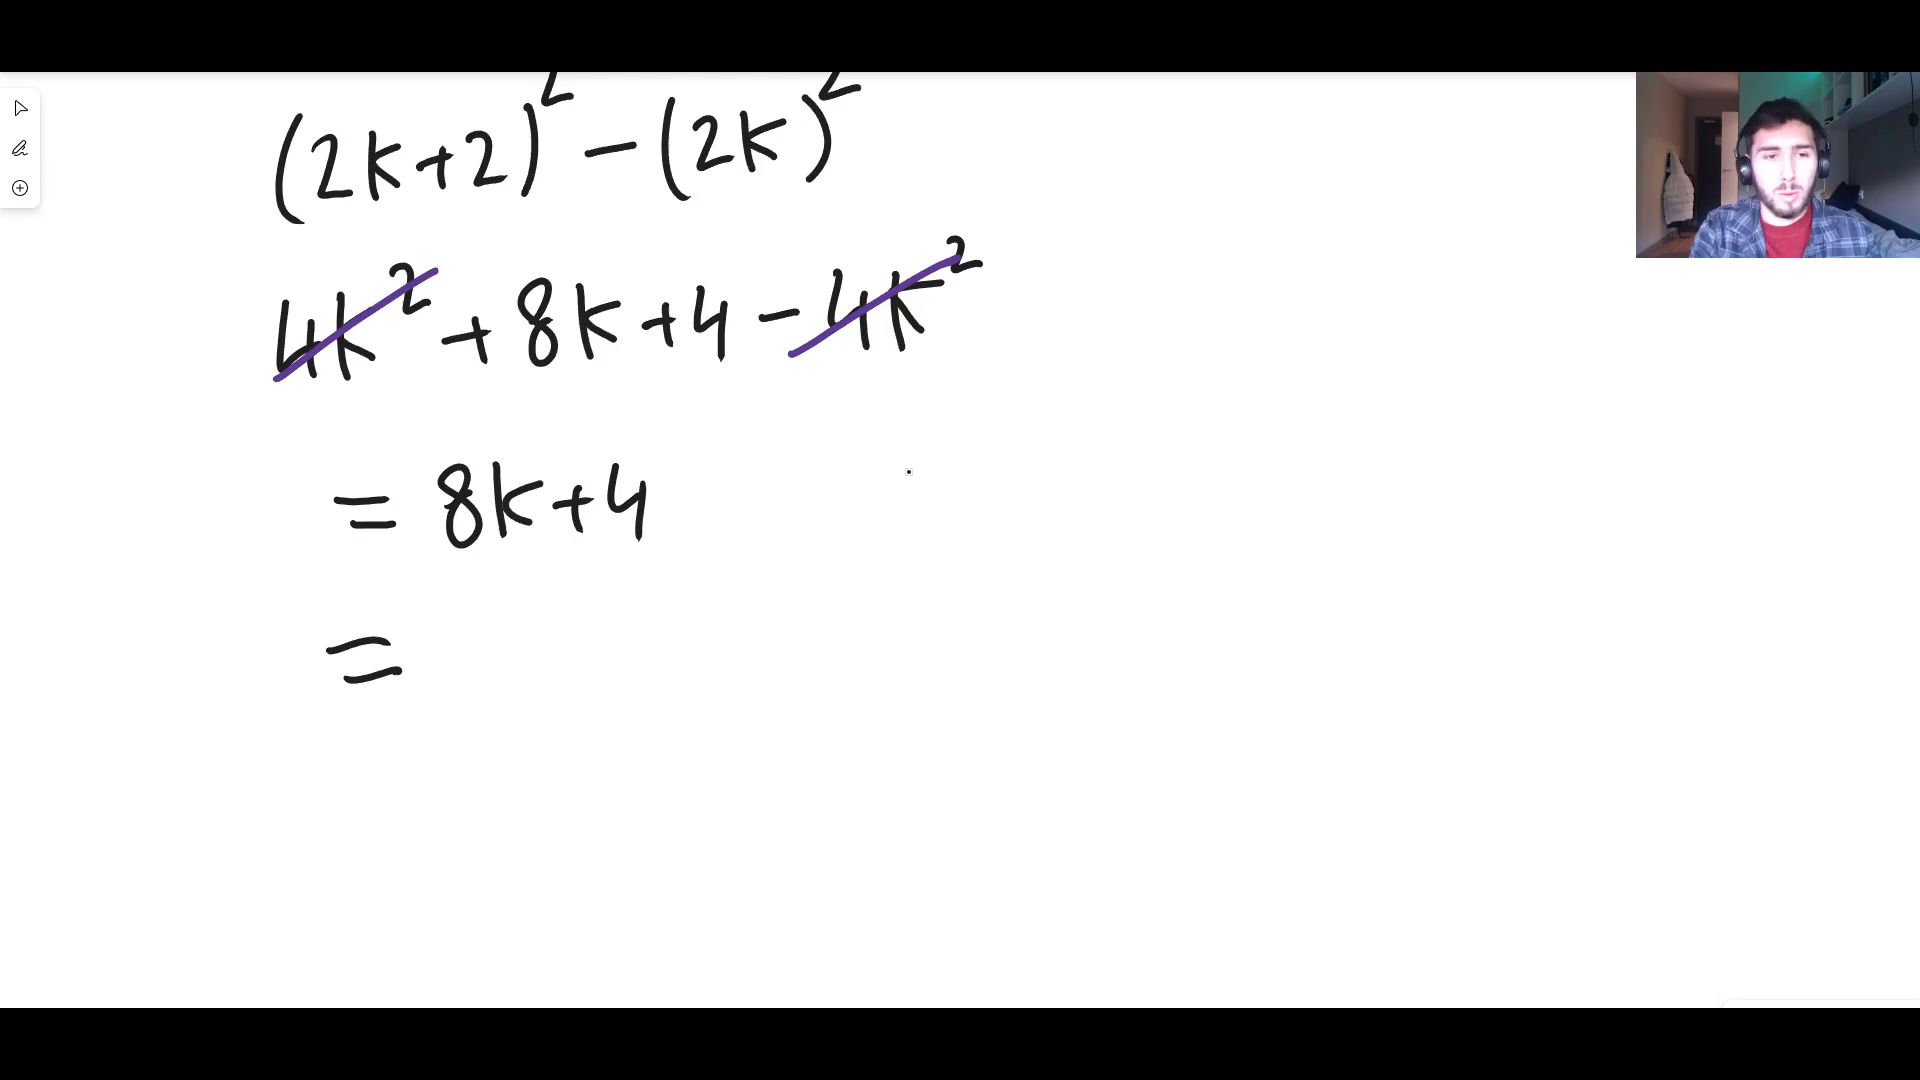 (2k+2)² − (2k)²
4k² + 8k + 4 − 4k²
= 8k + 4
=